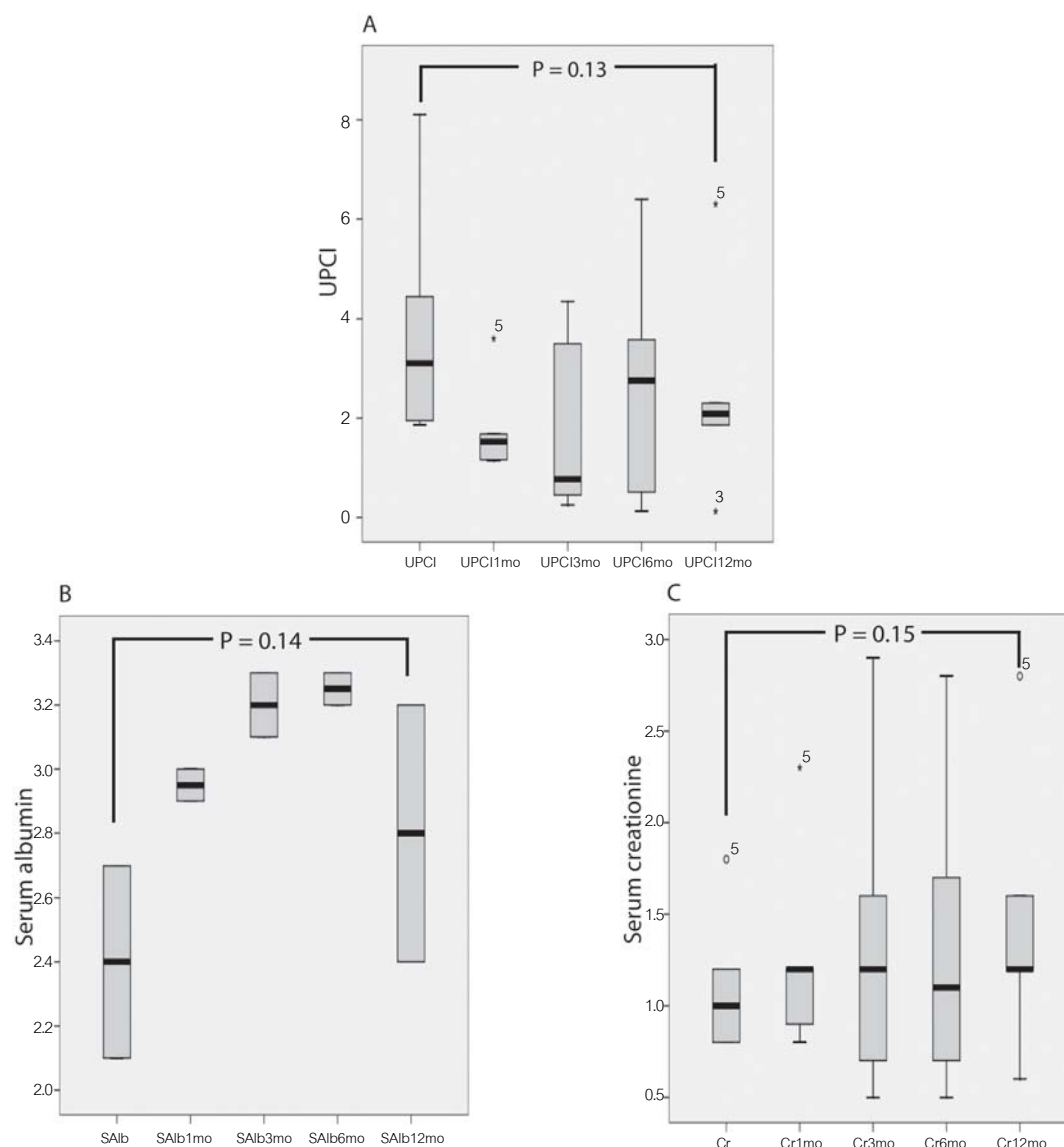 A
P = 0.13
8
6
4
2
0
UPCI
5
5
3
UPCI UPCI1mo UPCI3mo UPCI6mo UPCI12mo
B
P = 0.14
3.4
3.2
3.0
2.8
2.6
2.4
2.2
2.0
Serum albumin
SAlb SAlb1mo SAlb3mo SAlb6mo SAlb12mo
C
P = 0.15
3.0
2.5
2.0
1.5
1.0
0.5
Serum creationine
5
5
5
Cr Cr1mo Cr3mo Cr6mo Cr12mo